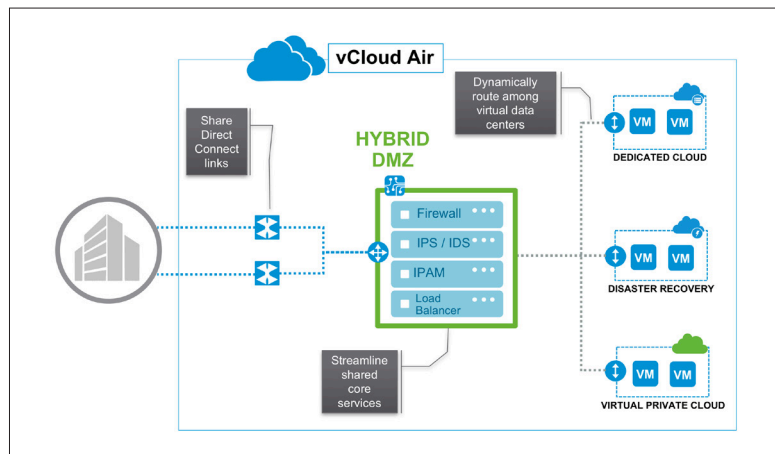 vCloud Air
Share
Direct
Connect
links
Dynamically
route among
virtual data
centers
HYBRID
DMZ
Firewall
IPS / IDS
IPAM
Load
Balancer
Streamline
shared
core
services
VM VM
DEDICATED CLOUD
VM VM
DISASTER RECOVERY
VM VM
VIRTUAL PRIVATE CLOUD